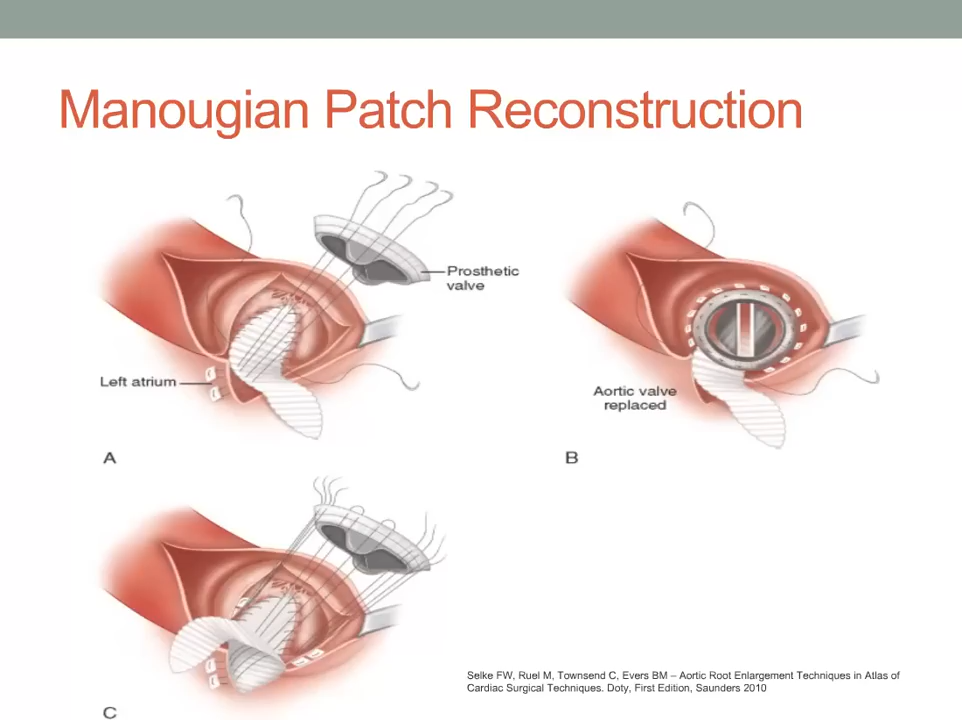 Manougian Patch Reconstruction
Prosthetic
valve
Left atrium
A
Aortic valve
replaced
B
C
Selke FW, Ruel M, Townsend C, Evers BM – Aortic Root Enlargement Techniques in Atlas of
Cardiac Surgical Techniques. Doty, First Edition, Saunders 2010